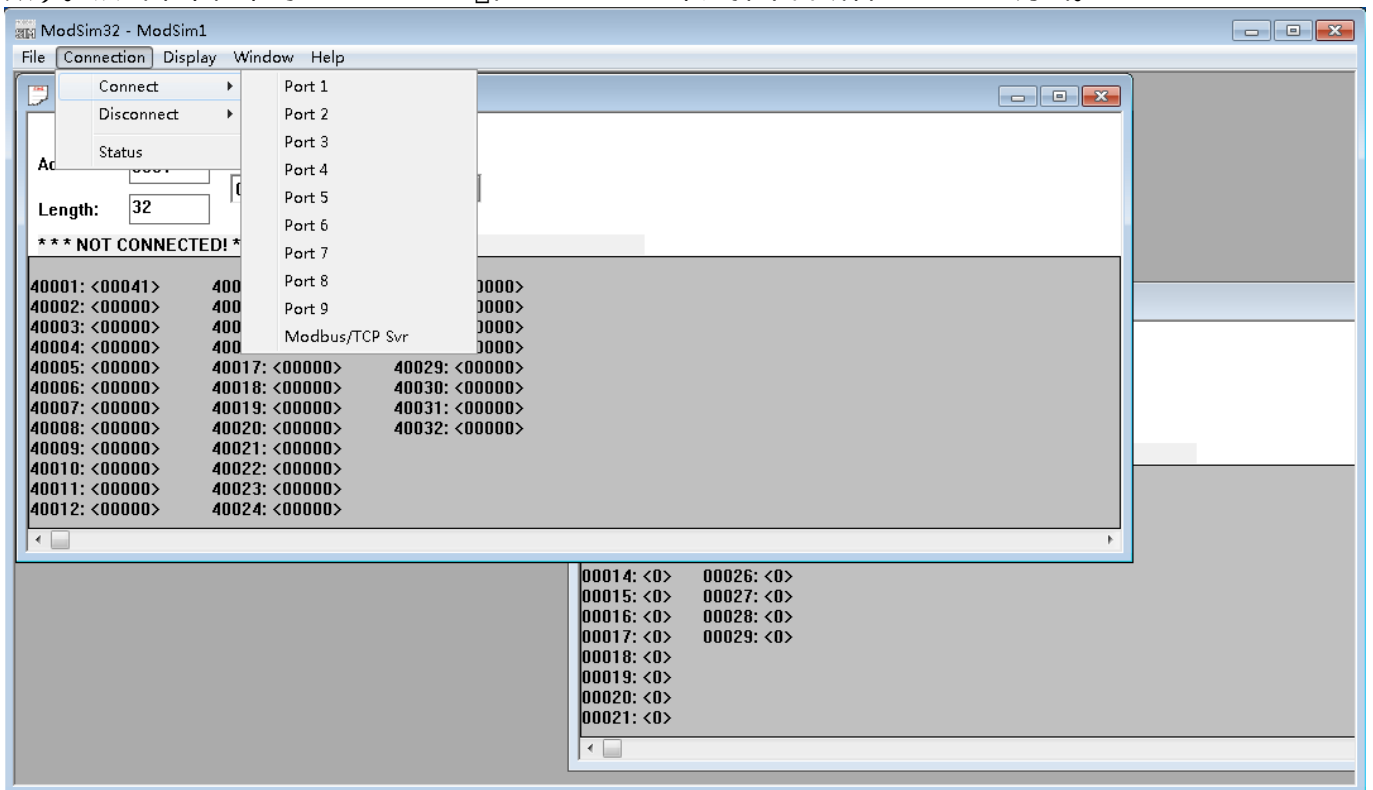 ModSim32 - ModSim1
File Connection Display Window Help
Connect
Disconnect
Status
Port 1
Port 2
Port 3
Port 4
Port 5
Port 6
Port 7
Port 8
Port 9
Modbus/TCP Svr
Length: 32
* * * NOT CONNECTED! *
40001: <00041>
40002: <00000>
40003: <00000>
40004: <00000>
40005: <00000> 40017: <00000> 40029: <00000>
40006: <00000> 40018: <00000> 40030: <00000>
40007: <00000> 40019: <00000> 40031: <00000>
40008: <00000> 40020: <00000> 40032: <00000>
40009: <00000> 40021: <00000>
40010: <00000> 40022: <00000>
40011: <00000> 40023: <00000>
40012: <00000> 40024: <00000>
00014: <0> 00026: <0>
00015: <0> 00027: <0>
00016: <0> 00028: <0>
00017: <0> 00029: <0>
00018: <0>
00019: <0>
00020: <0>
00021: <0>